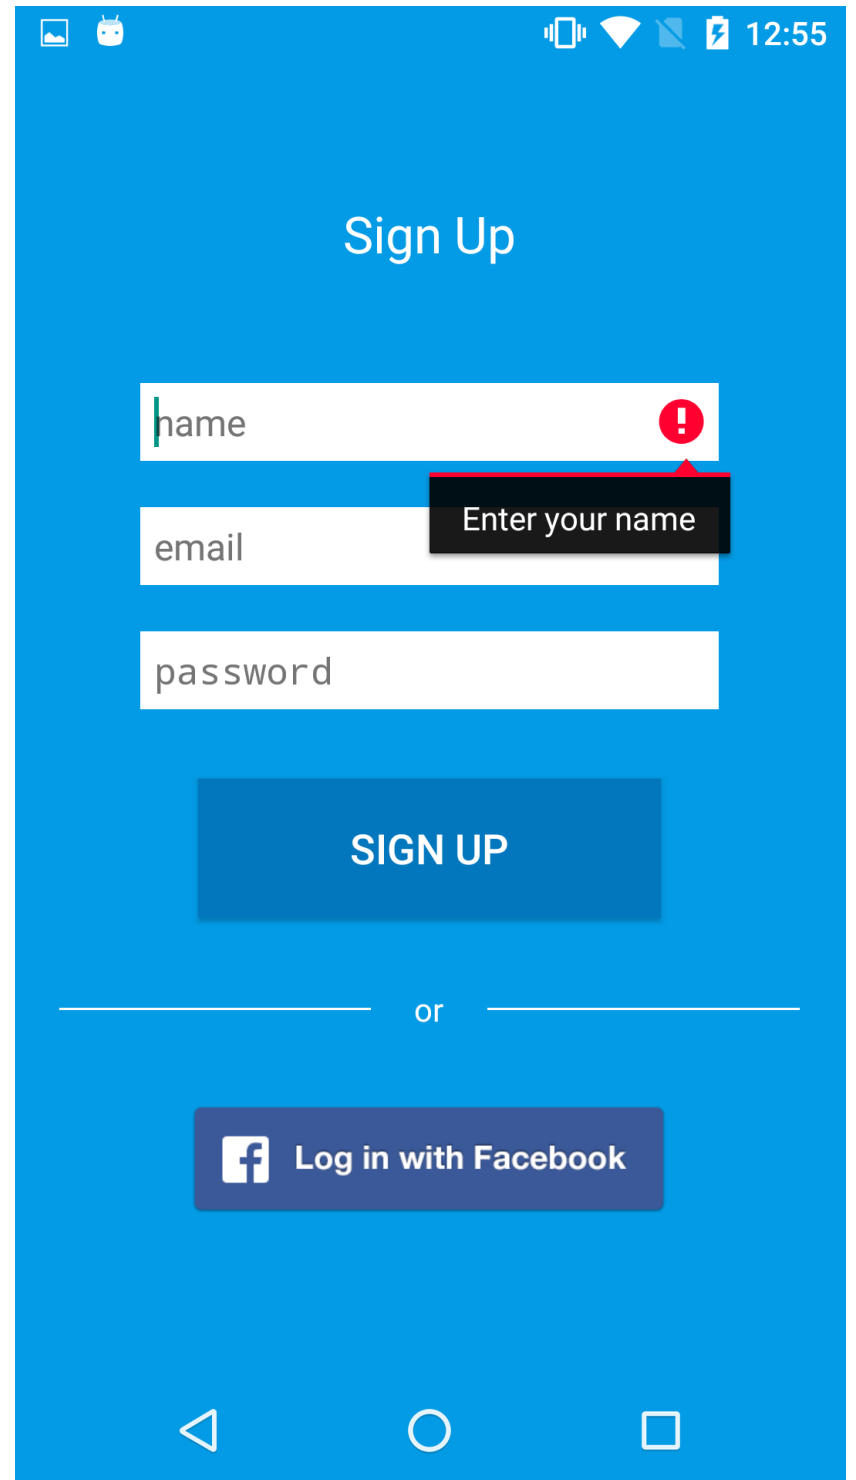 12:55
Sign Up
name
Enter your name
email
password
SIGN UP
or
Log in with Facebook